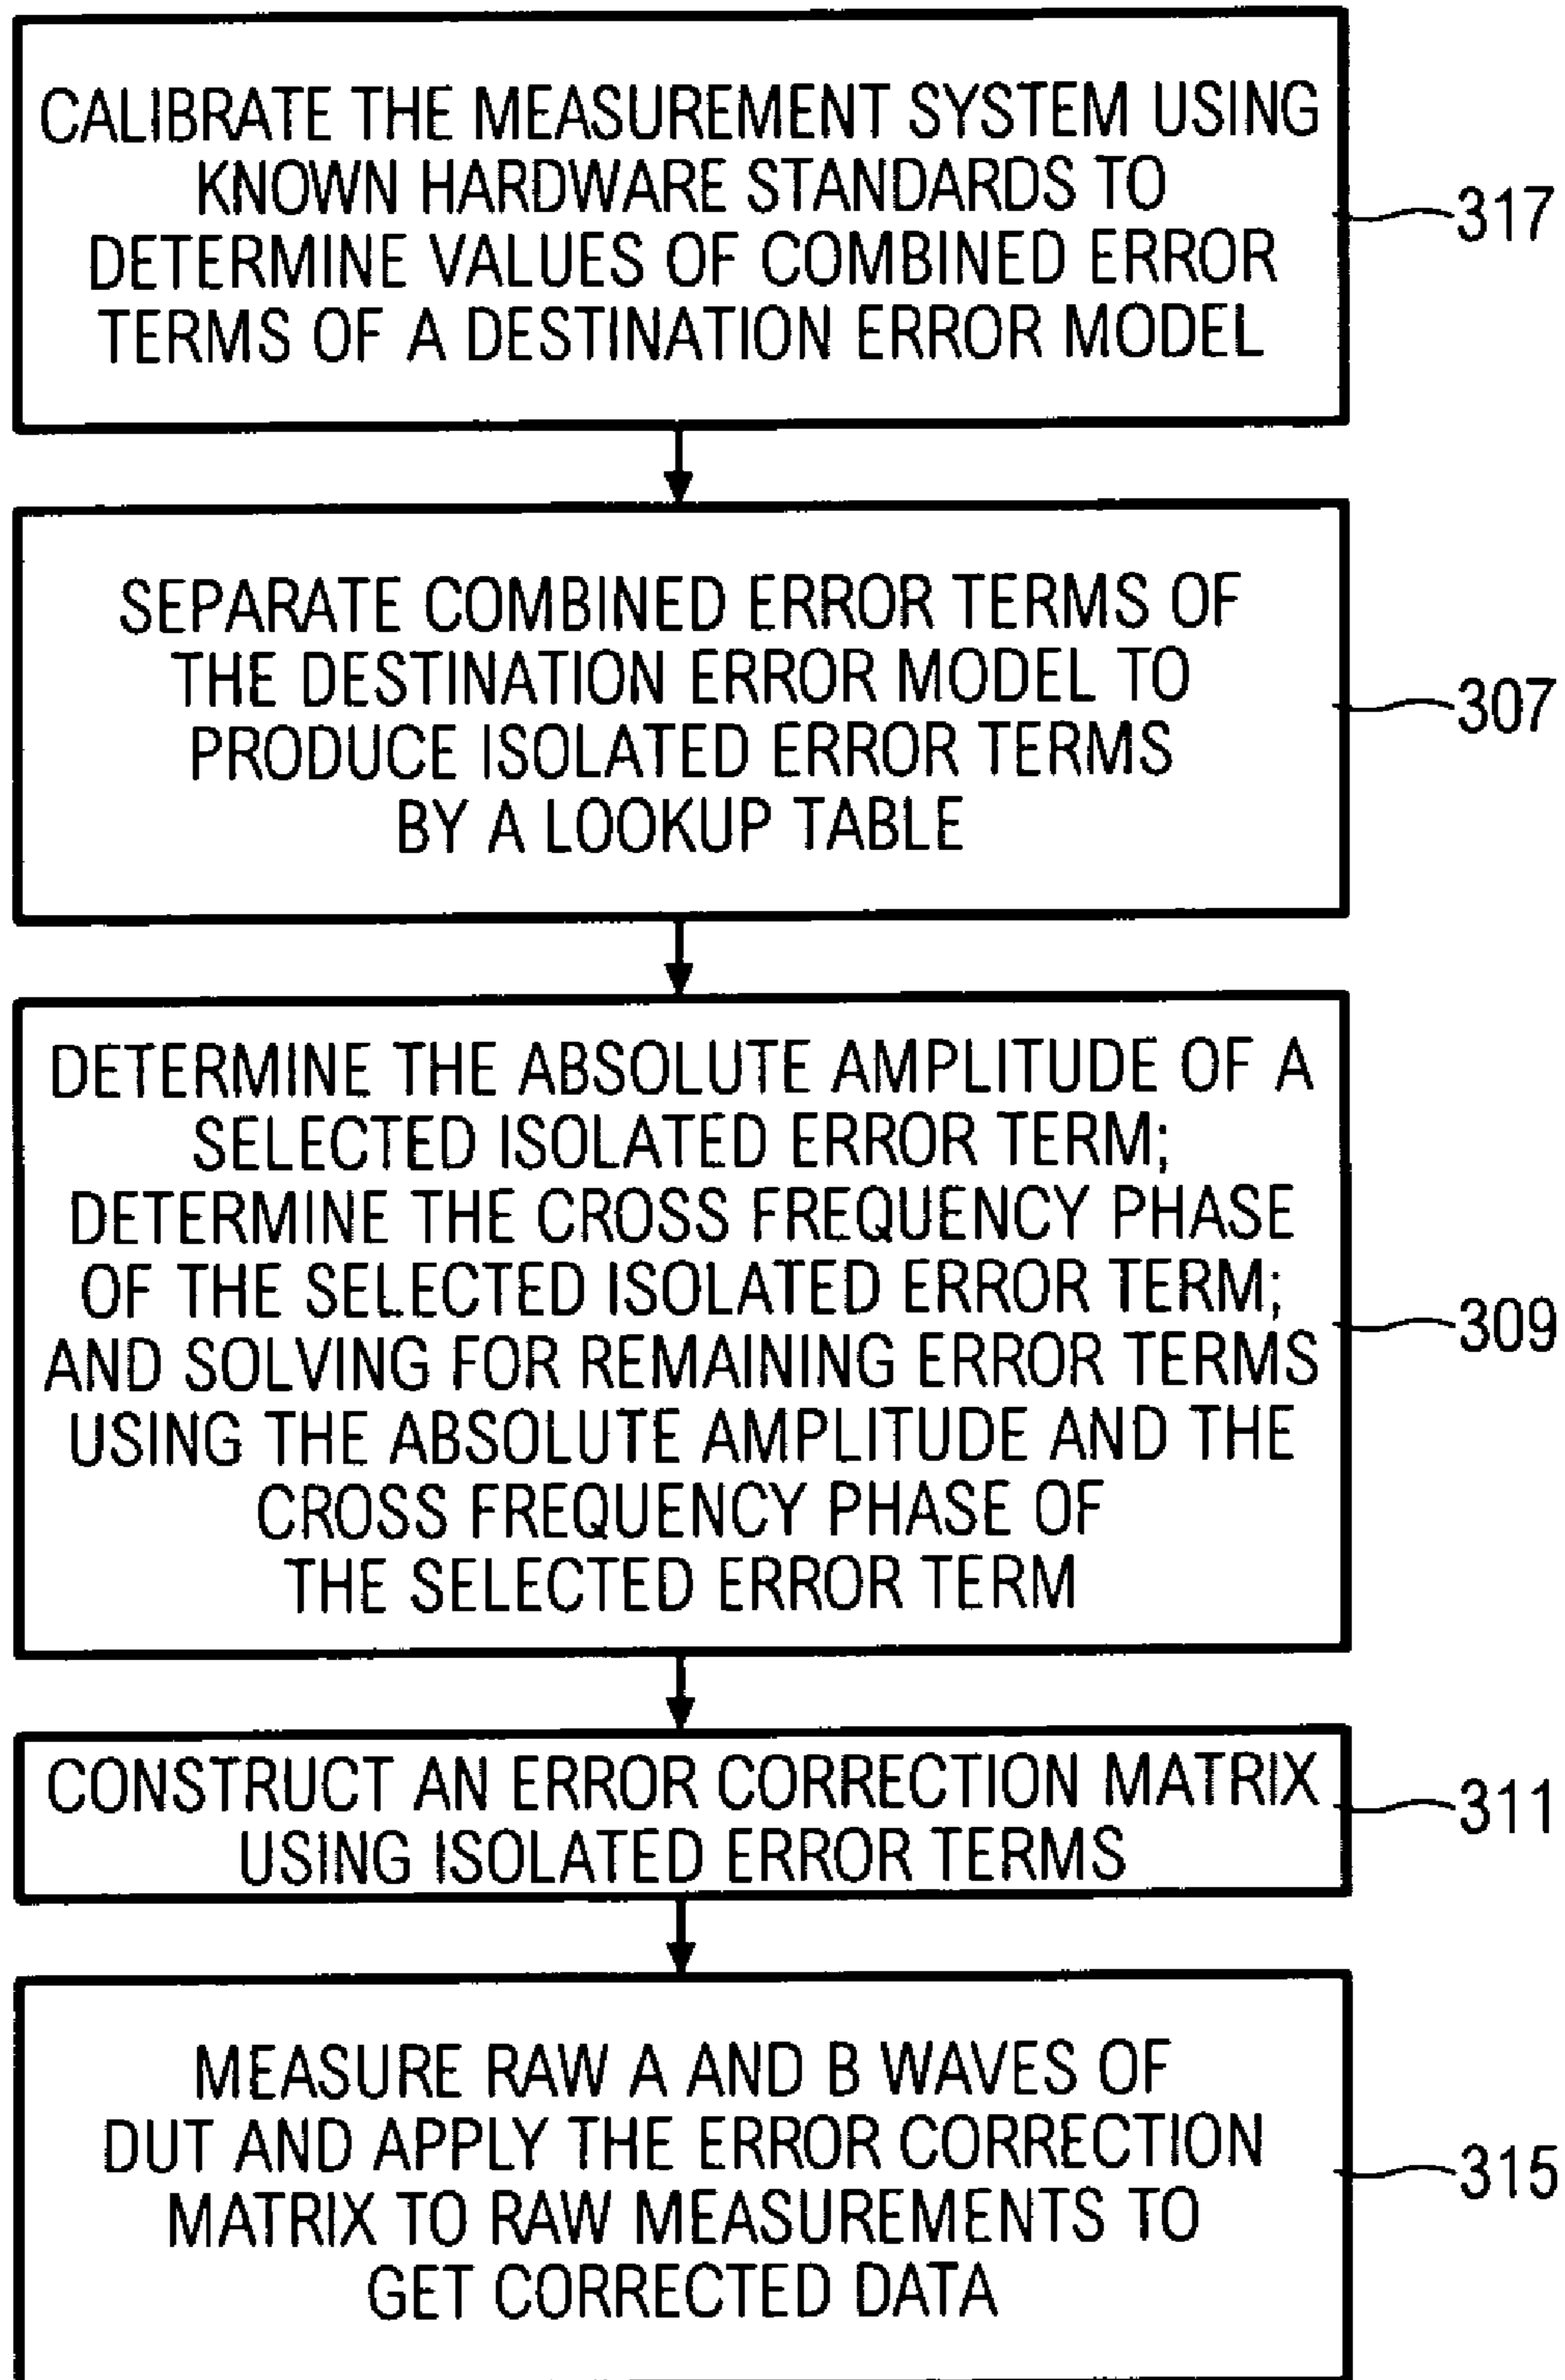 CALIBRATE THE MEASUREMENT SYSTEM USING
KNOWN HARDWARE STANDARDS TO
DETERMINE VALUES OF COMBINED ERROR
TERMS OF A DESTINATION ERROR MODEL
317
SEPARATE COMBINED ERROR TERMS OF
THE DESTINATION ERROR MODEL TO
PRODUCE ISOLATED ERROR TERMS
BY A LOOKUP TABLE
307
DETERMINE THE ABSOLUTE AMPLITUDE OF A
SELECTED ISOLATED ERROR TERM;
DETERMINE THE CROSS FREQUENCY PHASE
OF THE SELECTED ISOLATED ERROR TERM;
AND SOLVING FOR REMAINING ERROR TERMS
USING THE ABSOLUTE AMPLITUDE AND THE
CROSS FREQUENCY PHASE OF
THE SELECTED ERROR TERM
309
CONSTRUCT AN ERROR CORRECTION MATRIX
USING ISOLATED ERROR TERMS
311
MEASURE RAW A AND B WAVES OF
DUT AND APPLY THE ERROR CORRECTION
MATRIX TO RAW MEASUREMENTS TO
GET CORRECTED DATA
315